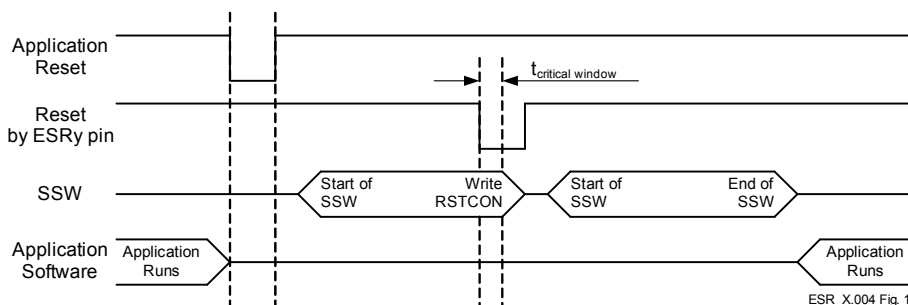 Application
Reset
t critical window
Reset
by ESRy pin
SSW
Start of
SSW
Write
RSTCON
Start of
SSW
End of
SSW
Application
Software
Application
Runs
Application
Runs
ESR_X.004 Fig. 1